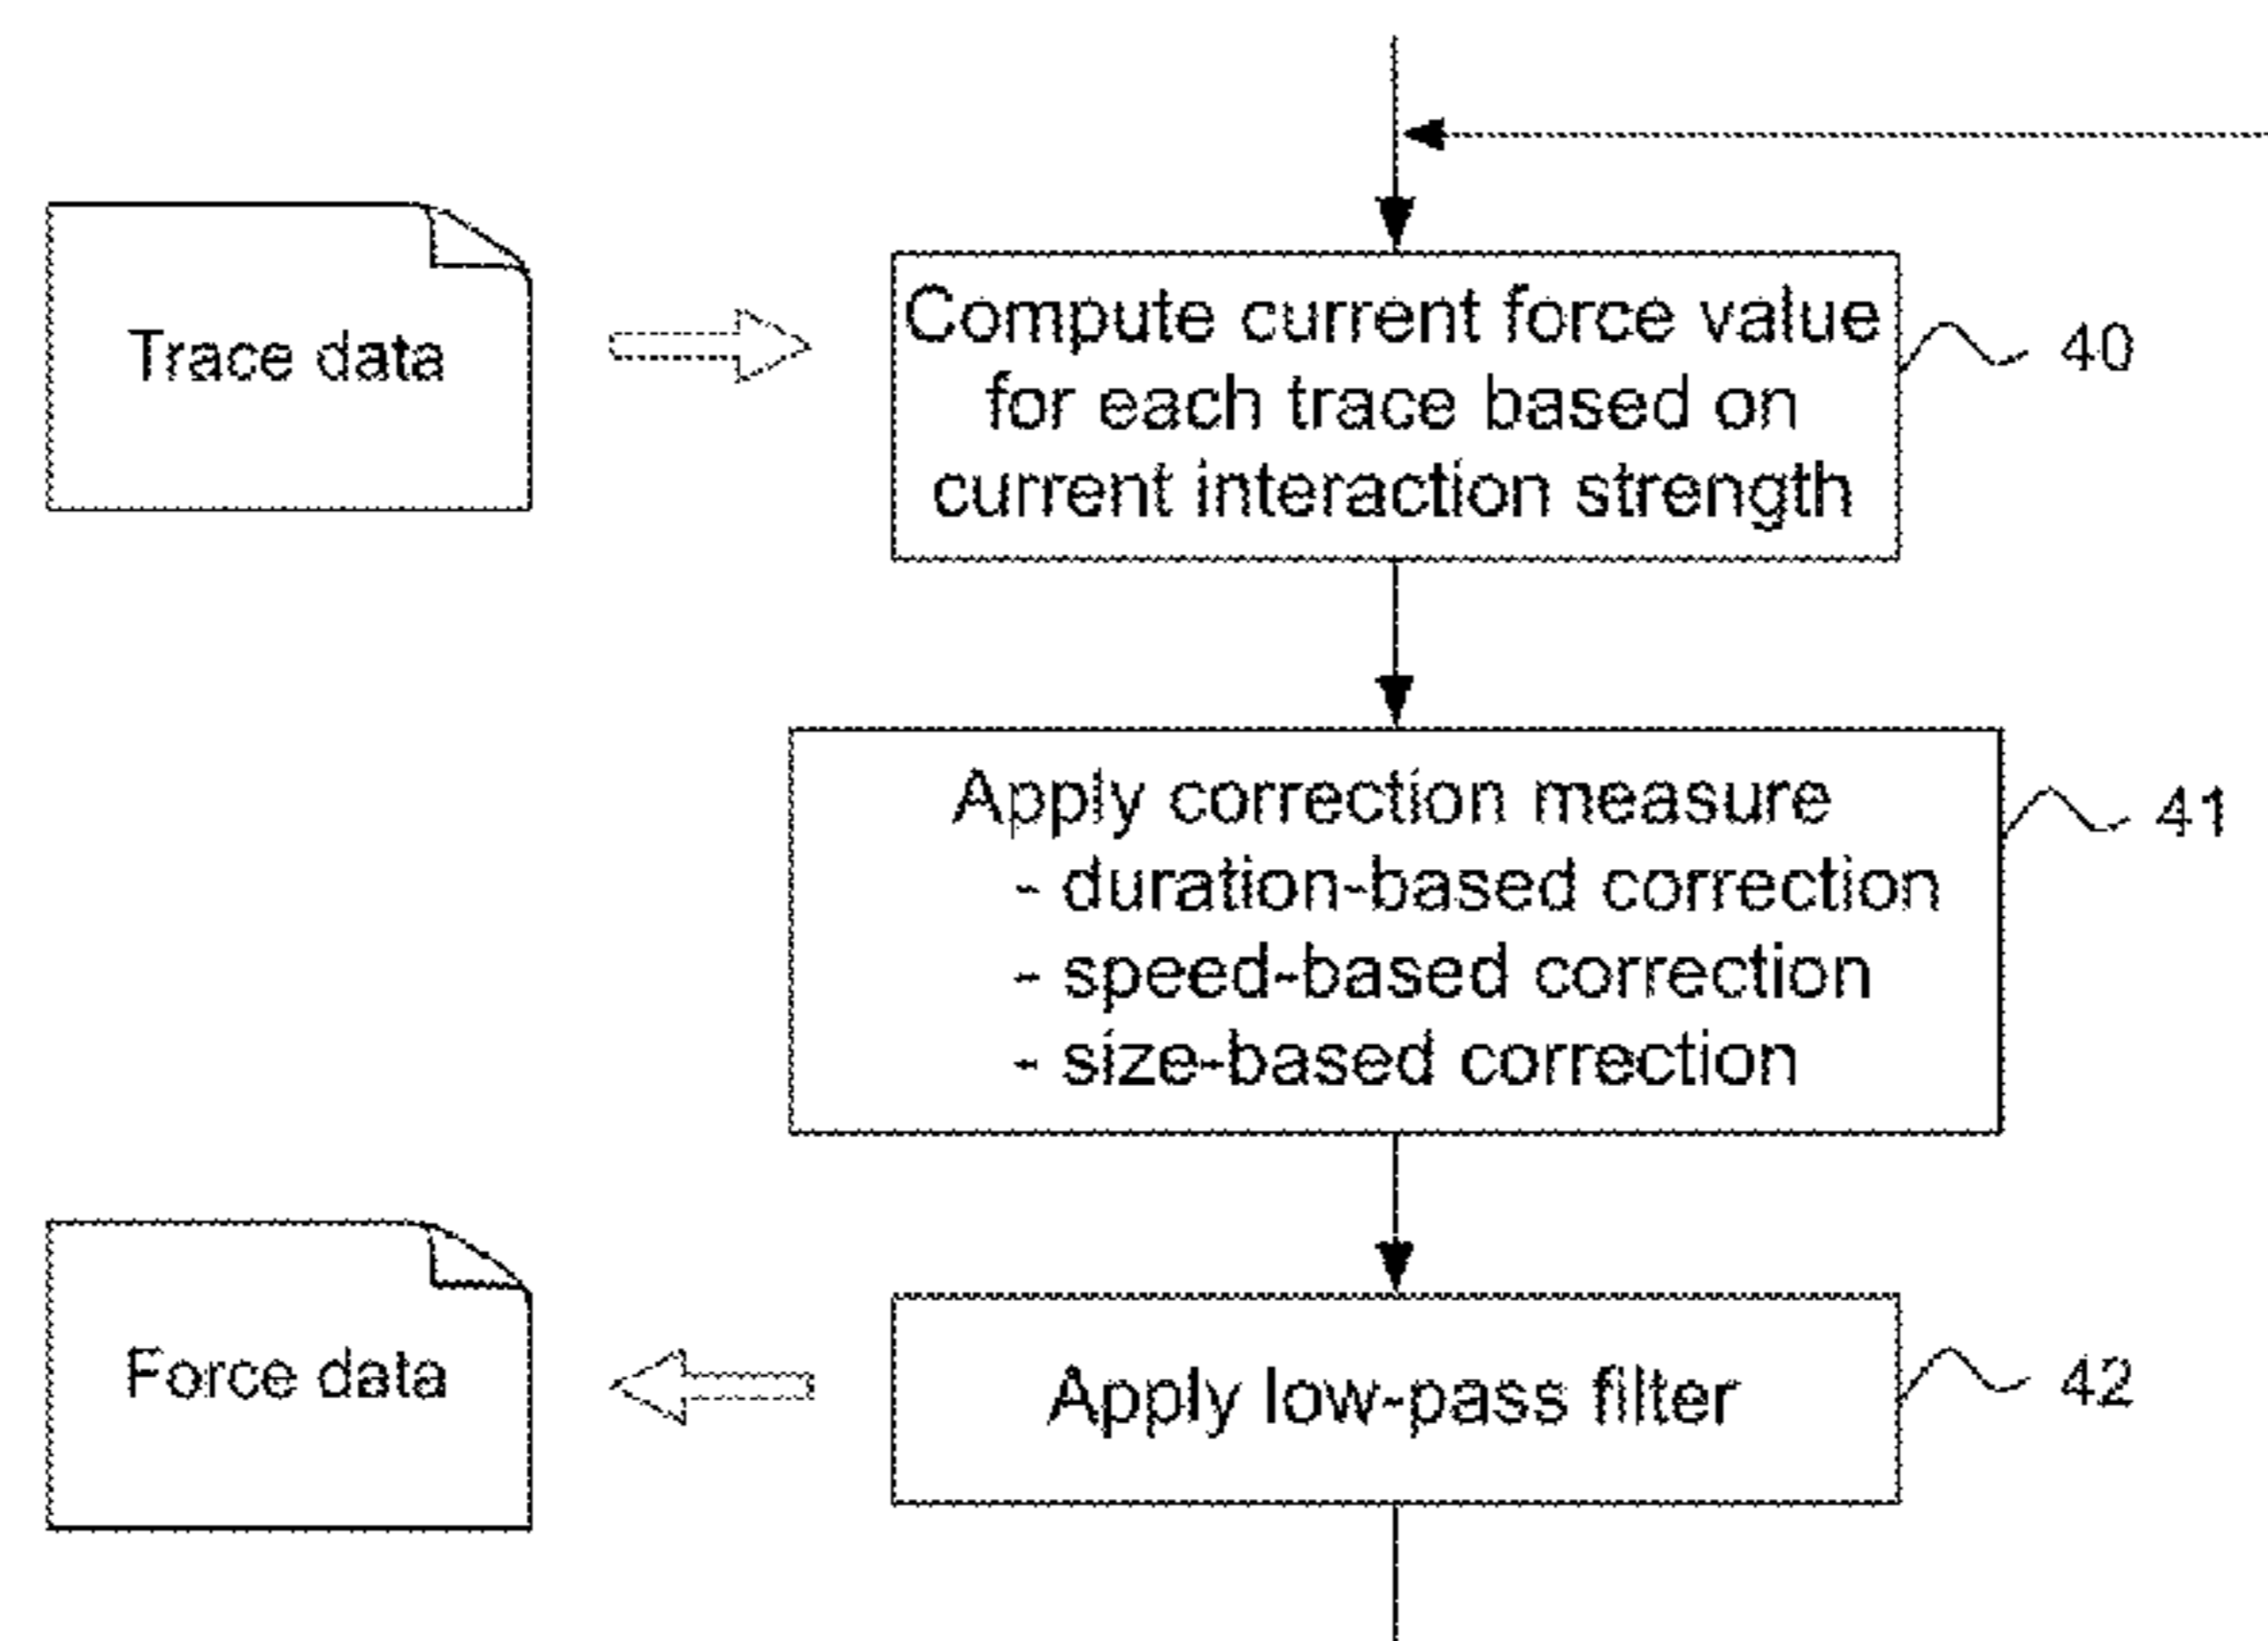 Trace data
Compute current force value
for each trace based on
current interaction strength
40
Apply correction measure
- duration-based correction
- speed-based correction
- size-based correction
41
Force data
Apply low-pass filter
42